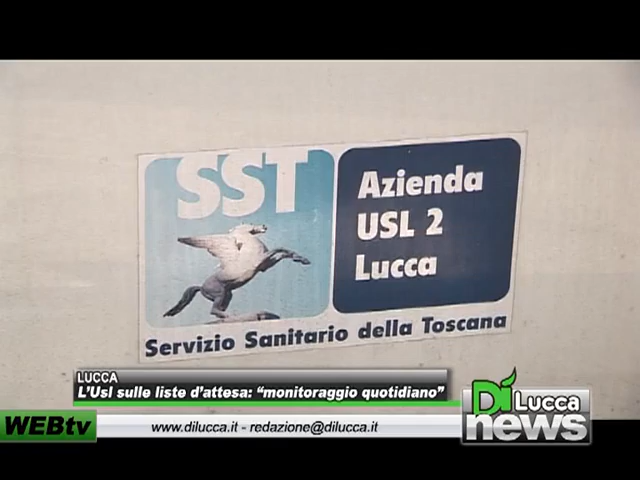 SST
Azienda
USL 2
Lucca
Servizio Sanitario della Toscana
LUCCA
L'Usl sulle liste d'attesa: “monitoraggio quotidiano”
Dì Lucca
news
WEBtv
www.dilucca.it - redazione@dilucca.it